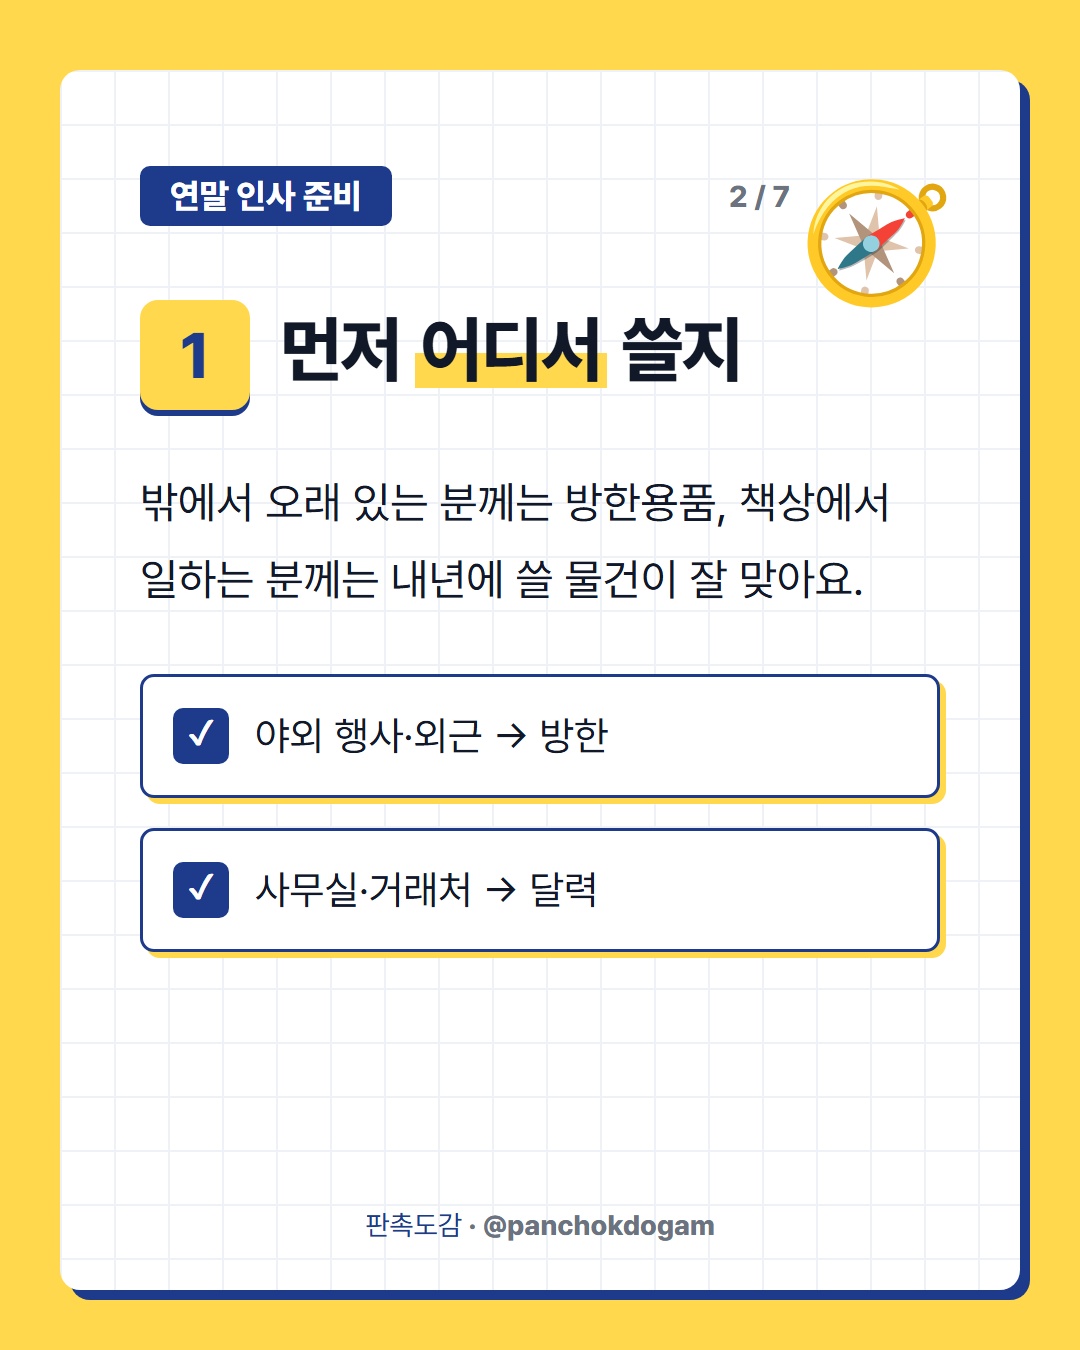 연말 인사 준비
2 / 7
1
먼저 어디서 쓸지
밖에서 오래 있는 분께는 방한용품, 책상에서
일하는 분께는 내년에 쓸 물건이 잘 맞아요.
✓ 야외 행사·외근 → 방한
✓ 사무실·거래처 → 달력
판촉도감 · @panchokdogam